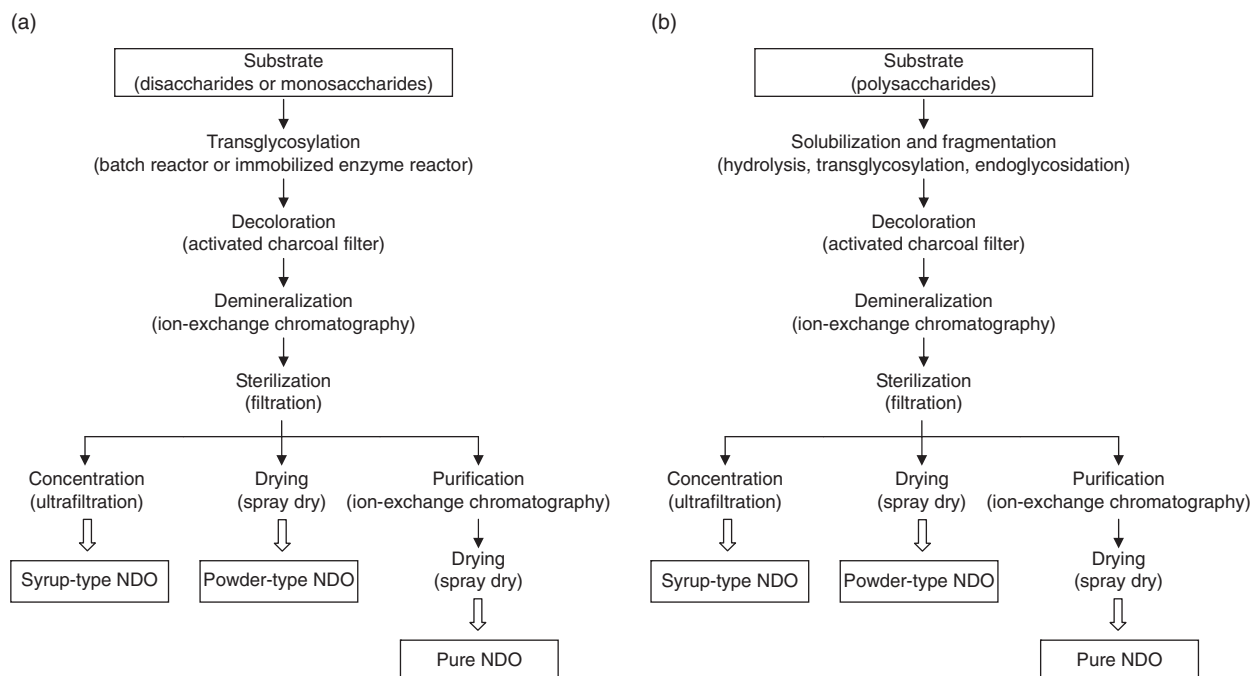 (a)
Substrate
(disaccharides or monosaccharides)
Transglycosylation
(batch reactor or immobilized enzyme reactor)
Decoloration
(activated charcoal filter)
Demineralization
(ion-exchange chromatography)
Sterilization
(filtration)
Concentration
(ultrafiltration)
Drying
(spray dry)
Purification
(ion-exchange chromatography)
Syrup-type NDO
Powder-type NDO
Drying
(spray dry)
Pure NDO
(b)
Substrate
(polysaccharides)
Solubilization and fragmentation
(hydrolysis, transglycosylation, endoglycosidation)
Decoloration
(activated charcoal filter)
Demineralization
(ion-exchange chromatography)
Sterilization
(filtration)
Concentration
(ultrafiltration)
Drying
(spray dry)
Purification
(ion-exchange chromatography)
Syrup-type NDO
Powder-type NDO
Drying
(spray dry)
Pure NDO